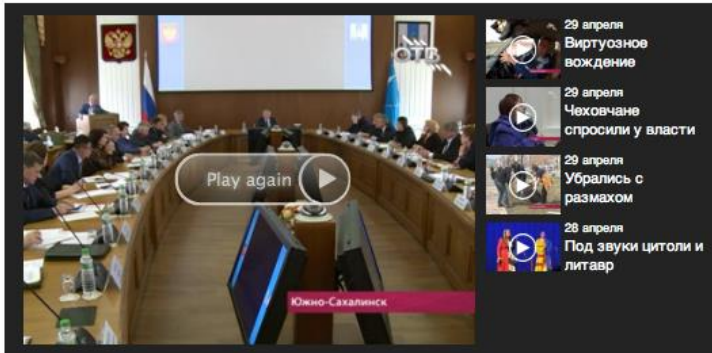 ОТВ
Play again
Южно-Сахалинск
29 апреля
Виртуозное
вождение
29 апреля
Чеховчане
спросили у власти
29 апреля
Убрались с
размахом
28 апреля
Под звуки цитоли и
литавр